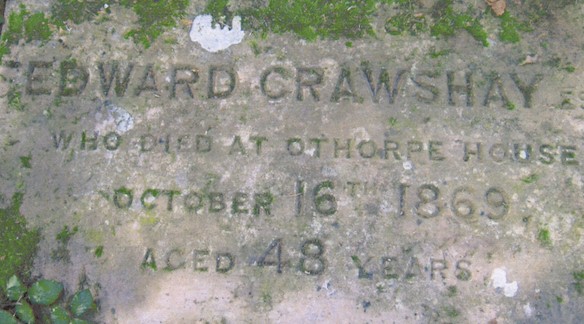 EDWARD CRAWSHAY
WHO DIED AT OTHORPE HOUSE
OCTOBER 16TH 1869
AGED 48 YEARS